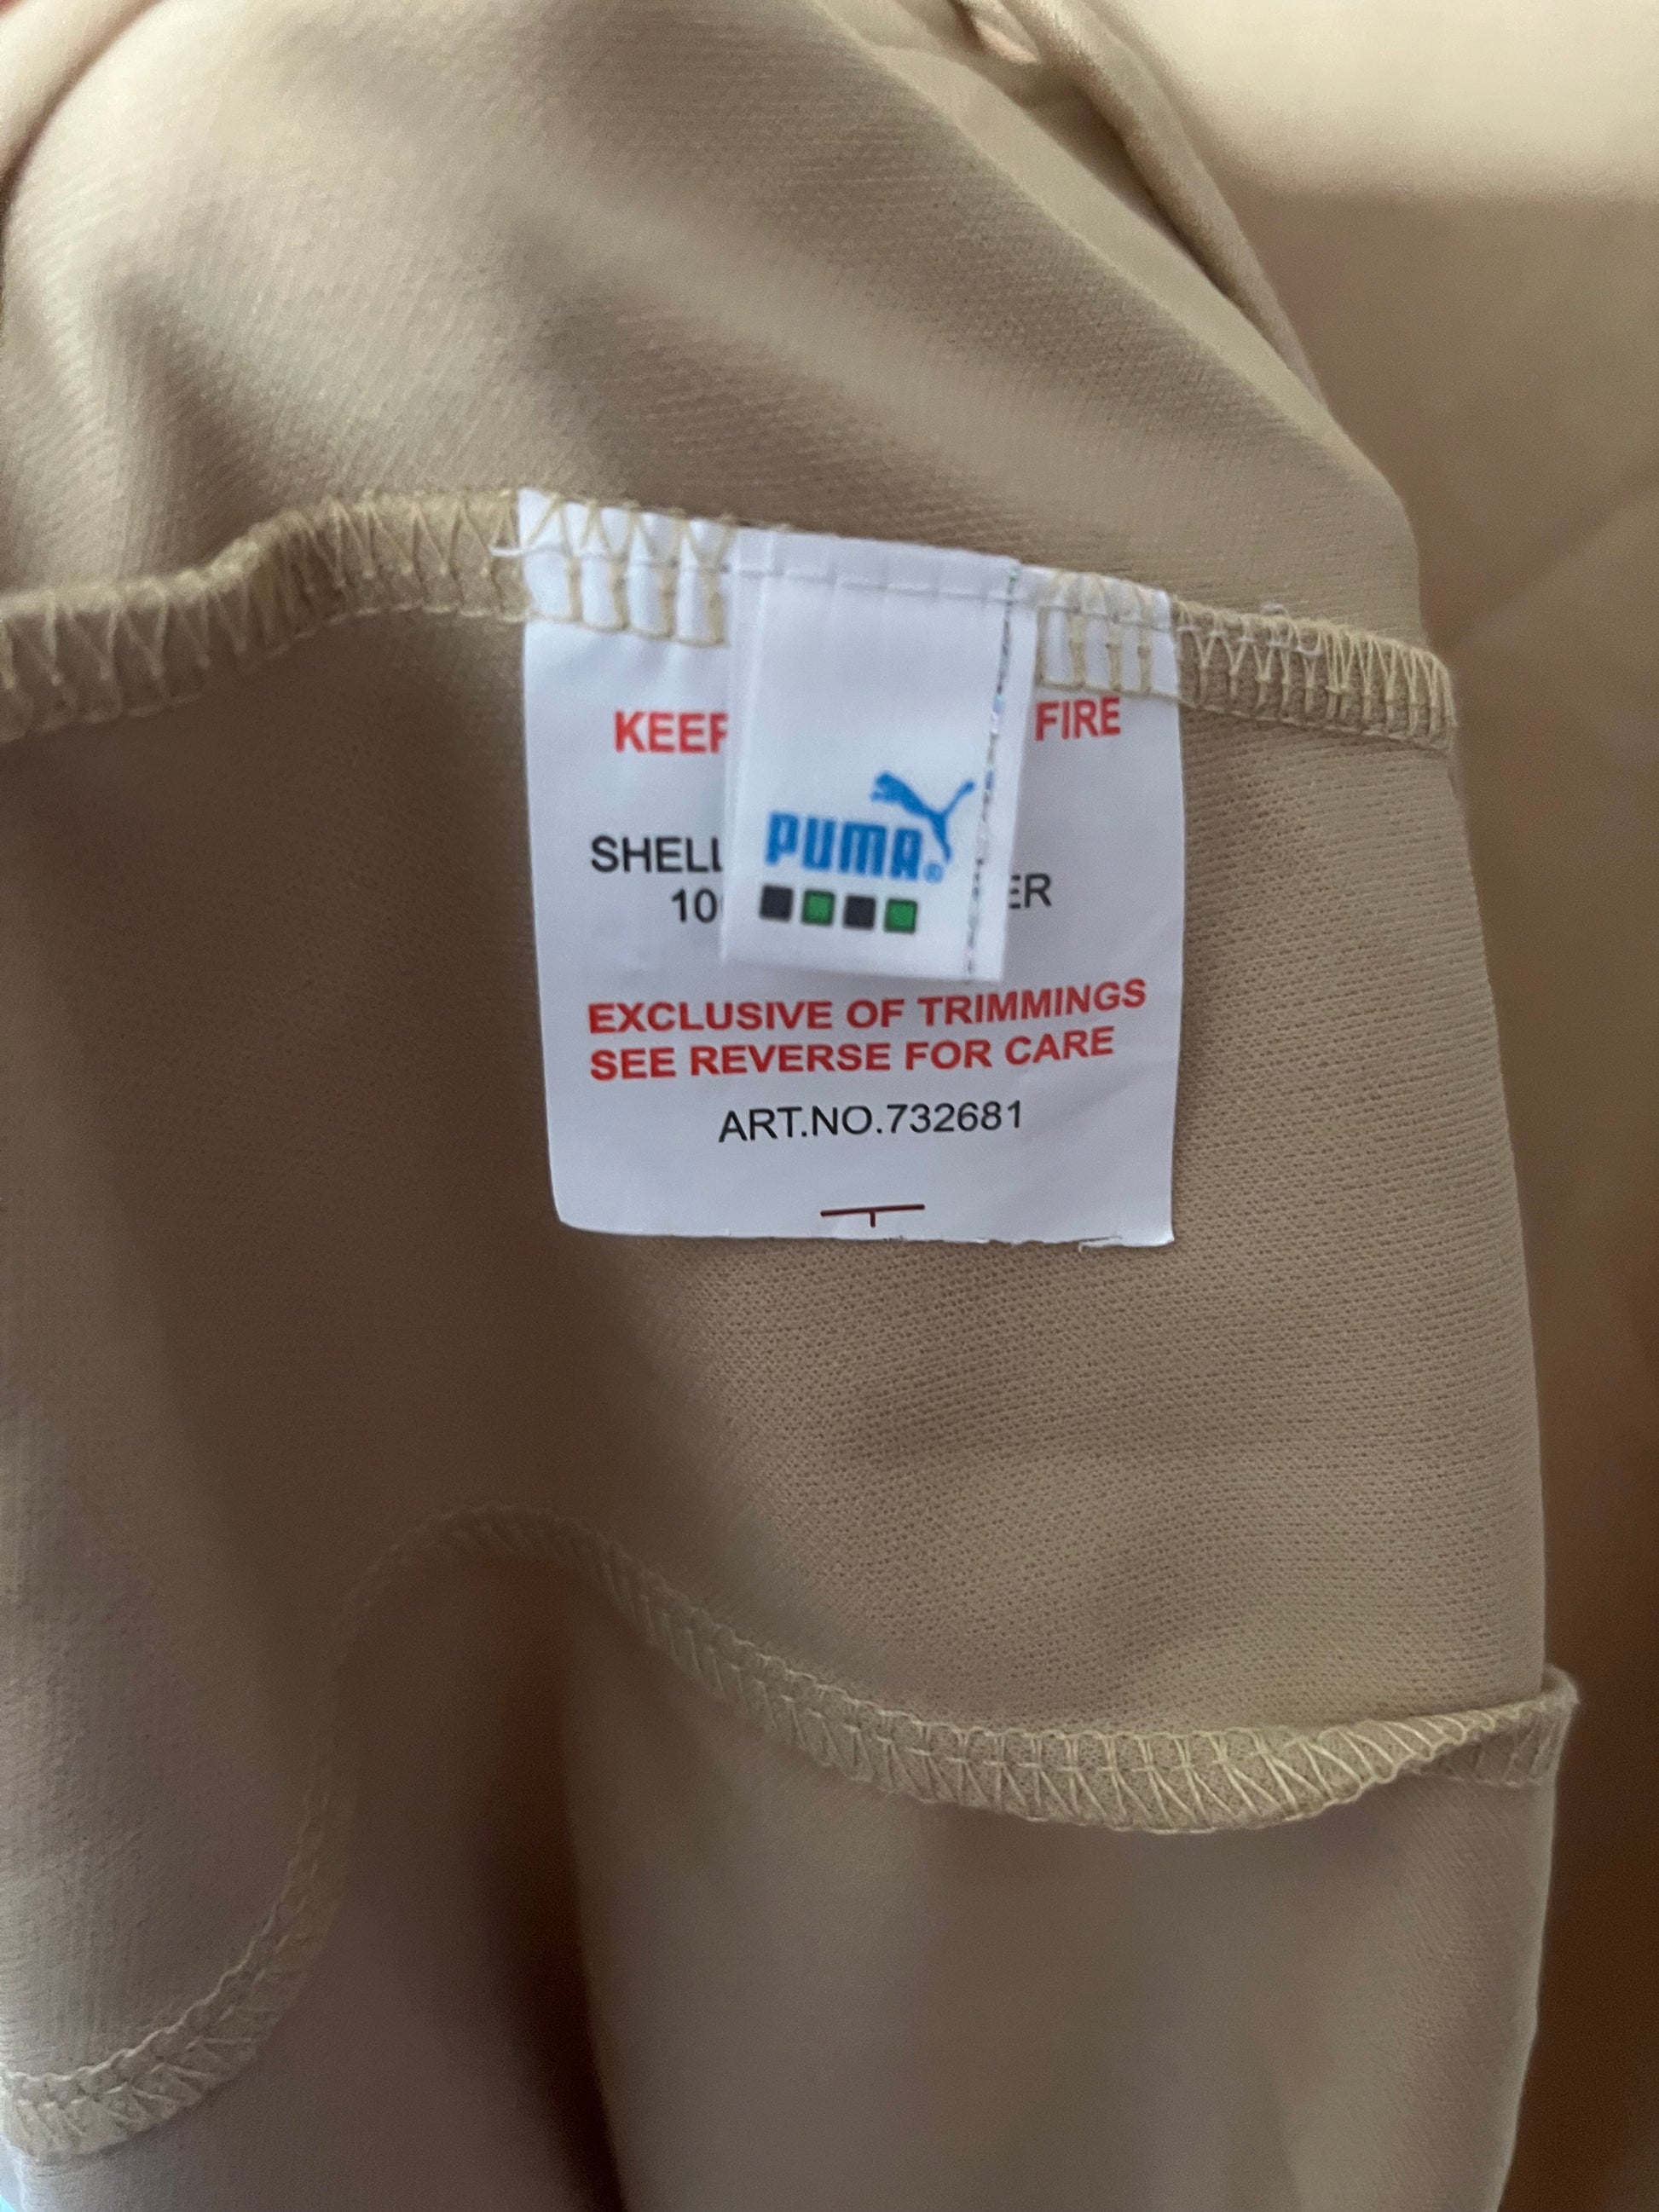 KEEP FIRE
PUMA®
SHELL
10 ER
EXCLUSIVE OF TRIMMINGS
SEE REVERSE FOR CARE
ART.NO.732681